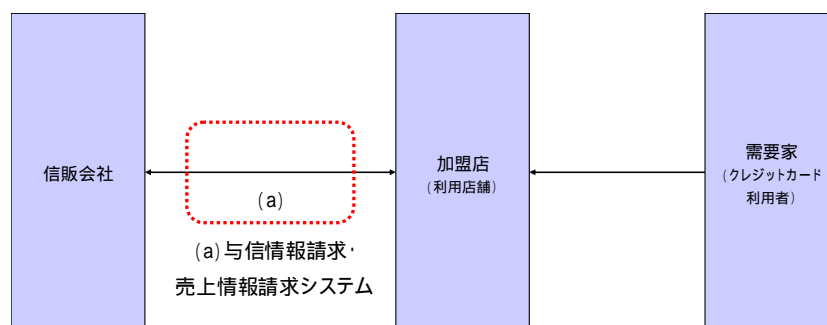 信販会社
加盟店
(利用店舗)
需要家
(クレジットカード
利用者)
(a)
(a)与信情報請求・
売上情報請求システム